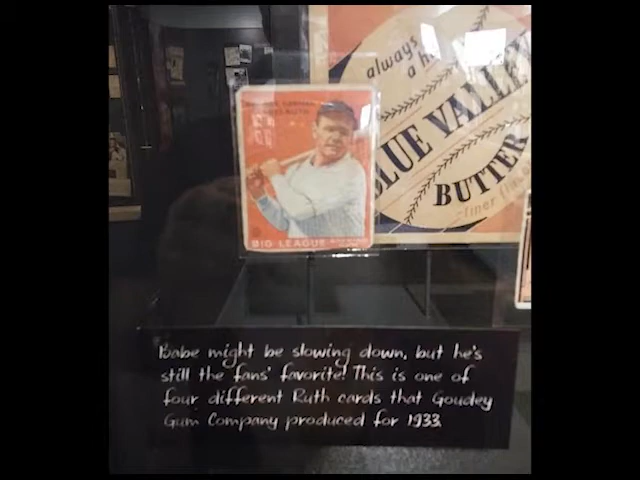 always
a h
BLUE VALLEY
BUTTER
BIG LEAGUE
Babe might be slowing down, but he's
still the fans' favorite! This is one of
four different Ruth cards that Goudey
Gum Company produced for 1933.